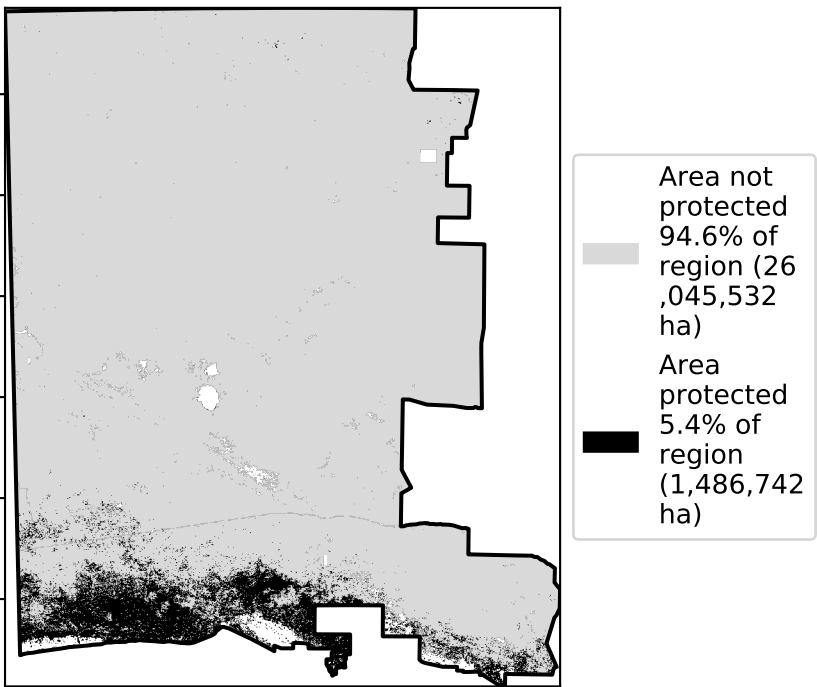 Area not
protected
94.6% of
region (26
,045,532
ha)
Area
protected
5.4% of
region
(1,486,742
ha)